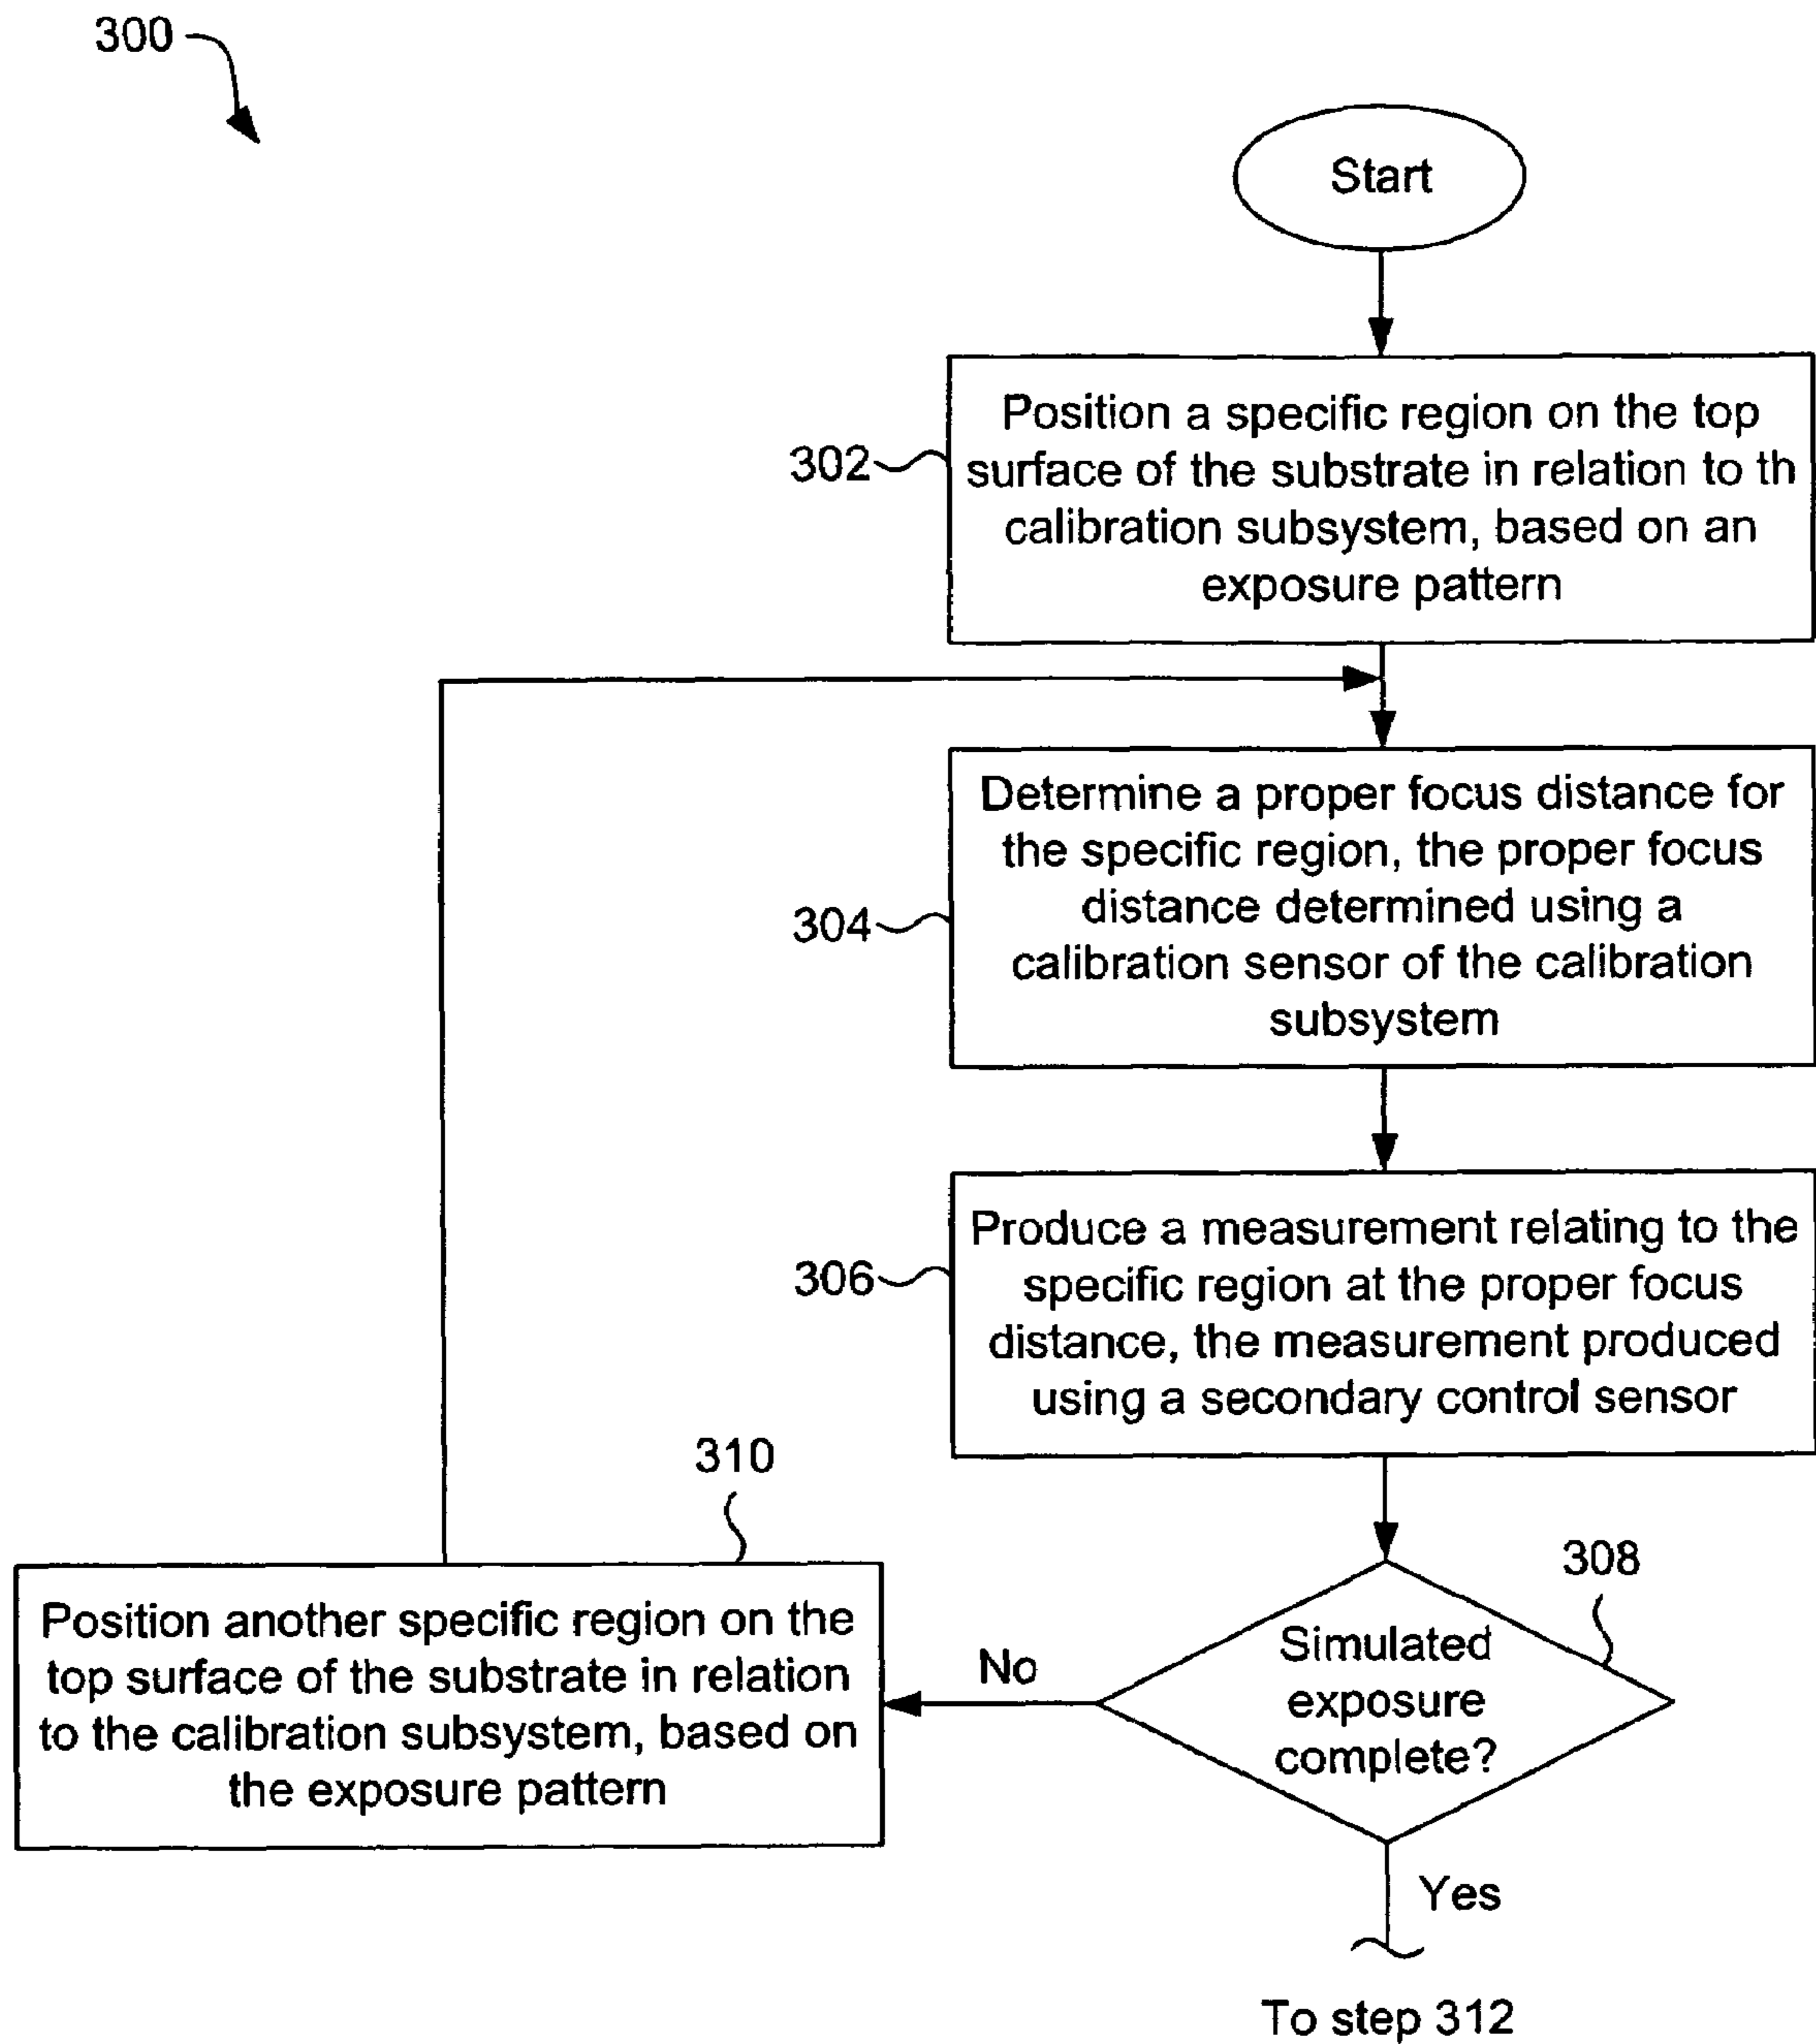 300
Start
302
Position a specific region on the top
surface of the substrate in relation to th
calibration subsystem, based on an
exposure pattern
304
Determine a proper focus distance for
the specific region, the proper focus
distance determined using a
calibration sensor of the calibration
subsystem
306
Produce a measurement relating to the
specific region at the proper focus
distance, the measurement produced
using a secondary control sensor
308
Simulated
exposure
complete?
No
310
Position another specific region on the
top surface of the substrate in relation
to the calibration subsystem, based on
the exposure pattern
Yes
To step 312